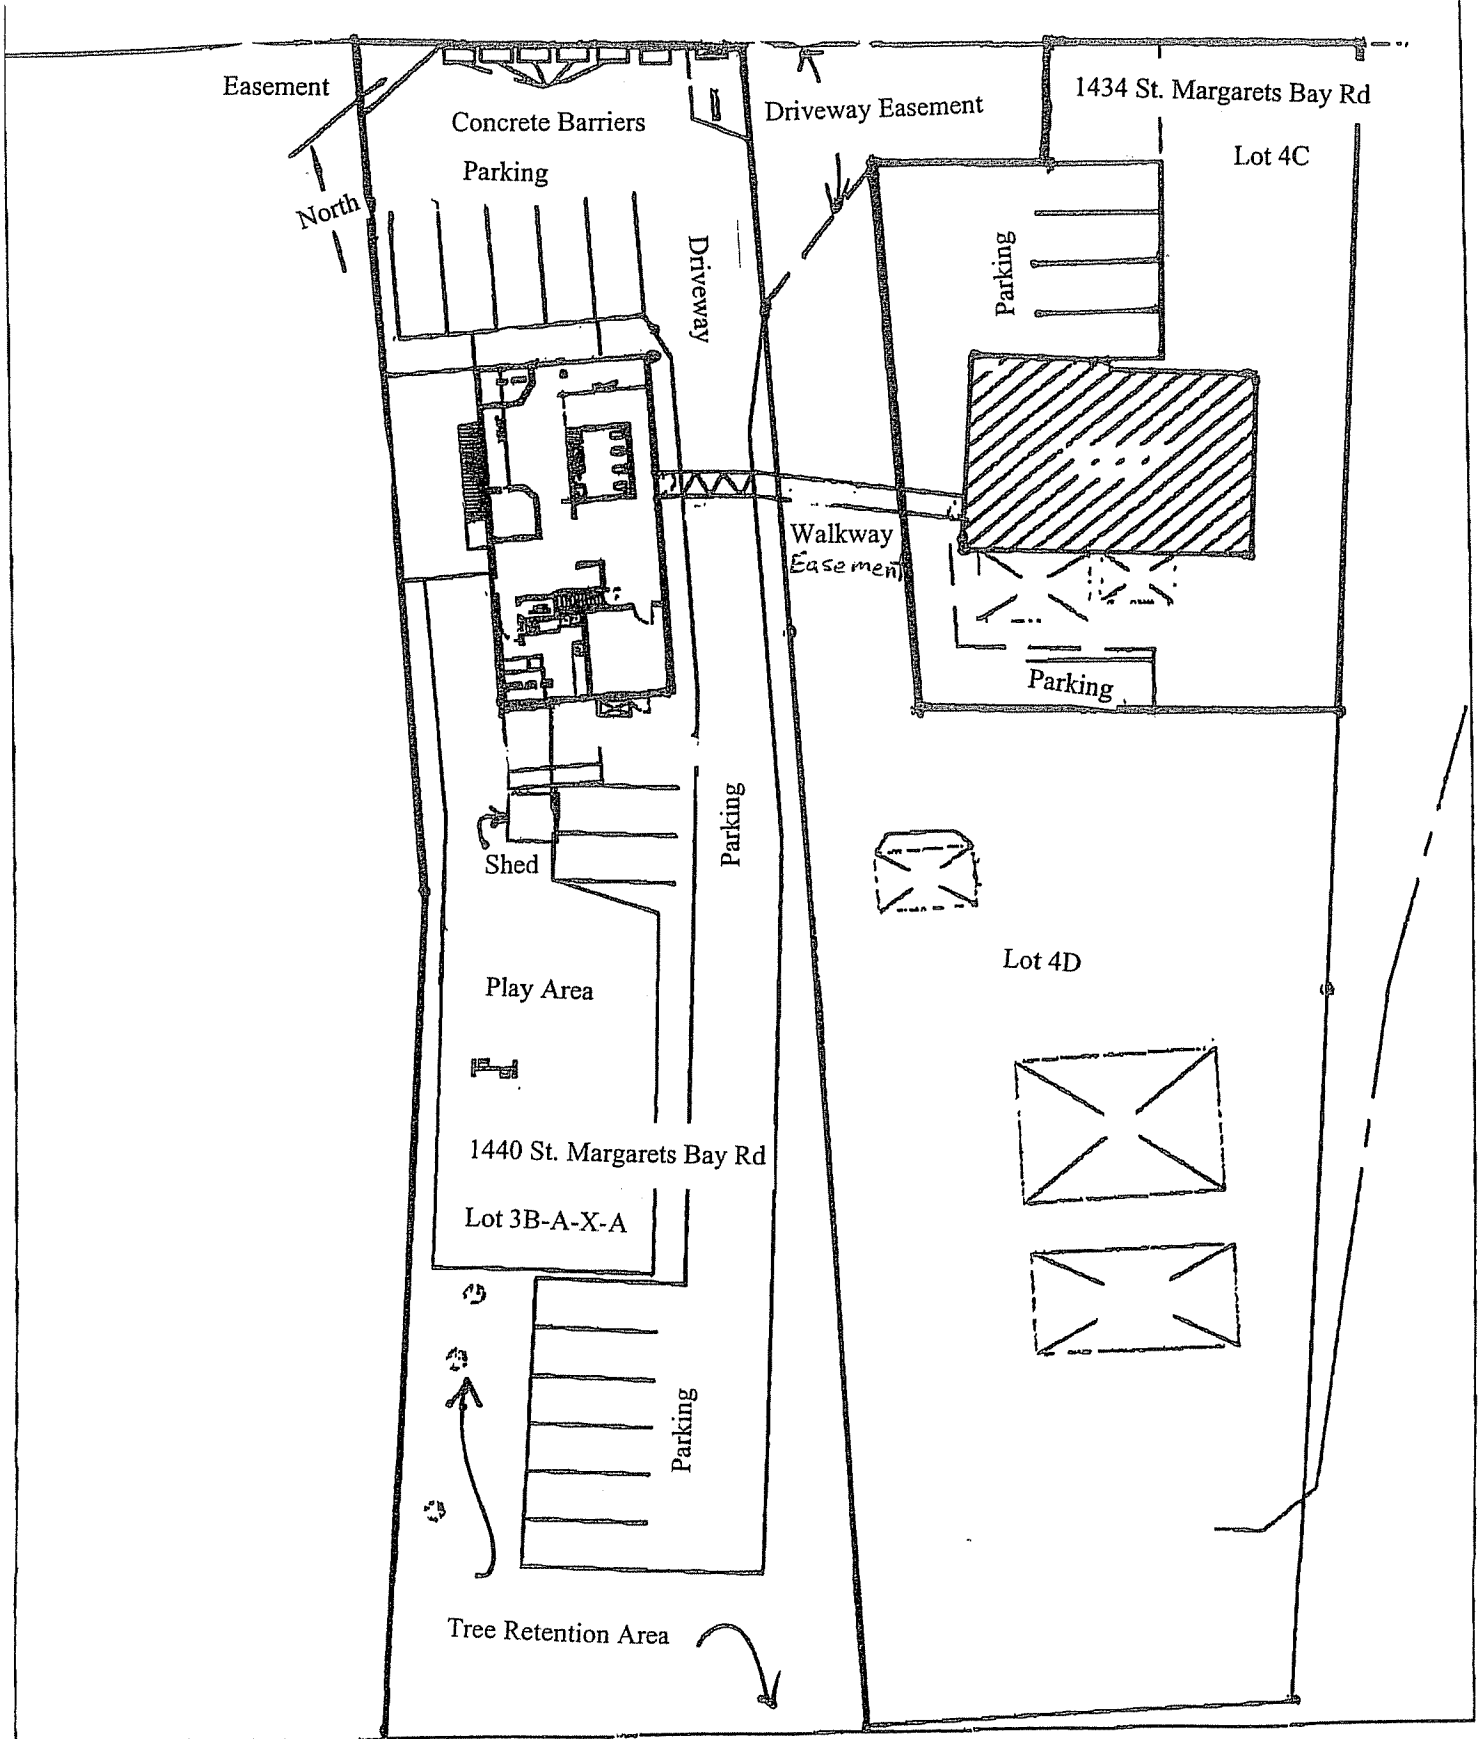 Easement
1434 St. Margarets Bay Rd
Driveway Easement
Concrete Barriers
Lot 4C
Parking
North
Driveway
Parking
Walkway
Easement
Parking
Parking
Shed
Lot 4D
Play Area
1440 St. Margarets Bay Rd
Lot 3B-A-X-A
Parking
Tree Retention Area